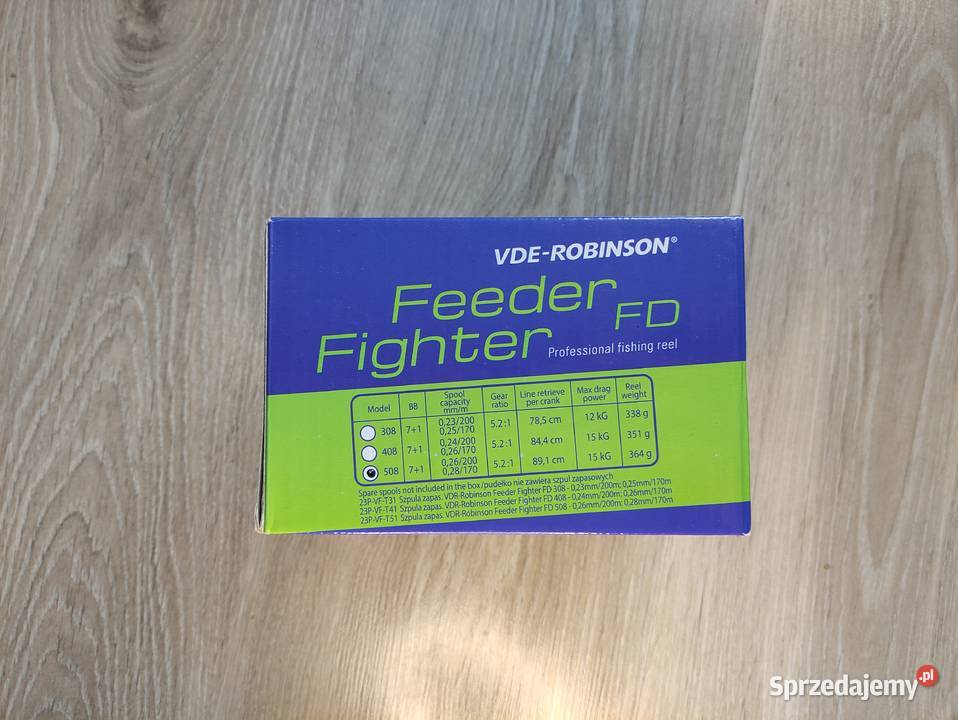 VDE-ROBINSON®
Feeder
Fighter FD
Professional fishing reel
Model BB Spool capacity mm/m Gear ratio Line retrieve per crank Max drag power Reel weight
308 7+1 0,23/200 0,25/170 5.2:1 78,5 cm 12 kG 338 g
408 7+1 0,24/200 0,26/170 5.2:1 84,4 cm 15 kG 351 g
508 7+1 0,26/200 0,28/170 5.2:1 89,1 cm 15 kG 364 g
Spare spools not included in the box/pudełko nie zawiera szpul zapasowych
23P-VF-T31 Szpula zapas. VDR-Robinson Feeder Fighter FD 308 - 0,23mm/200m; 0,25mm/170m
23P-VF-T41 Szpula zapas. VDR-Robinson Feeder Fighter FD 408 - 0,24mm/200m; 0,26mm/170m
23P-VF-T51 Szpula zapas. VDR-Robinson Feeder Fighter FD 508 - 0,26mm/200m; 0,28mm/170m
Sprzedajemy.pl